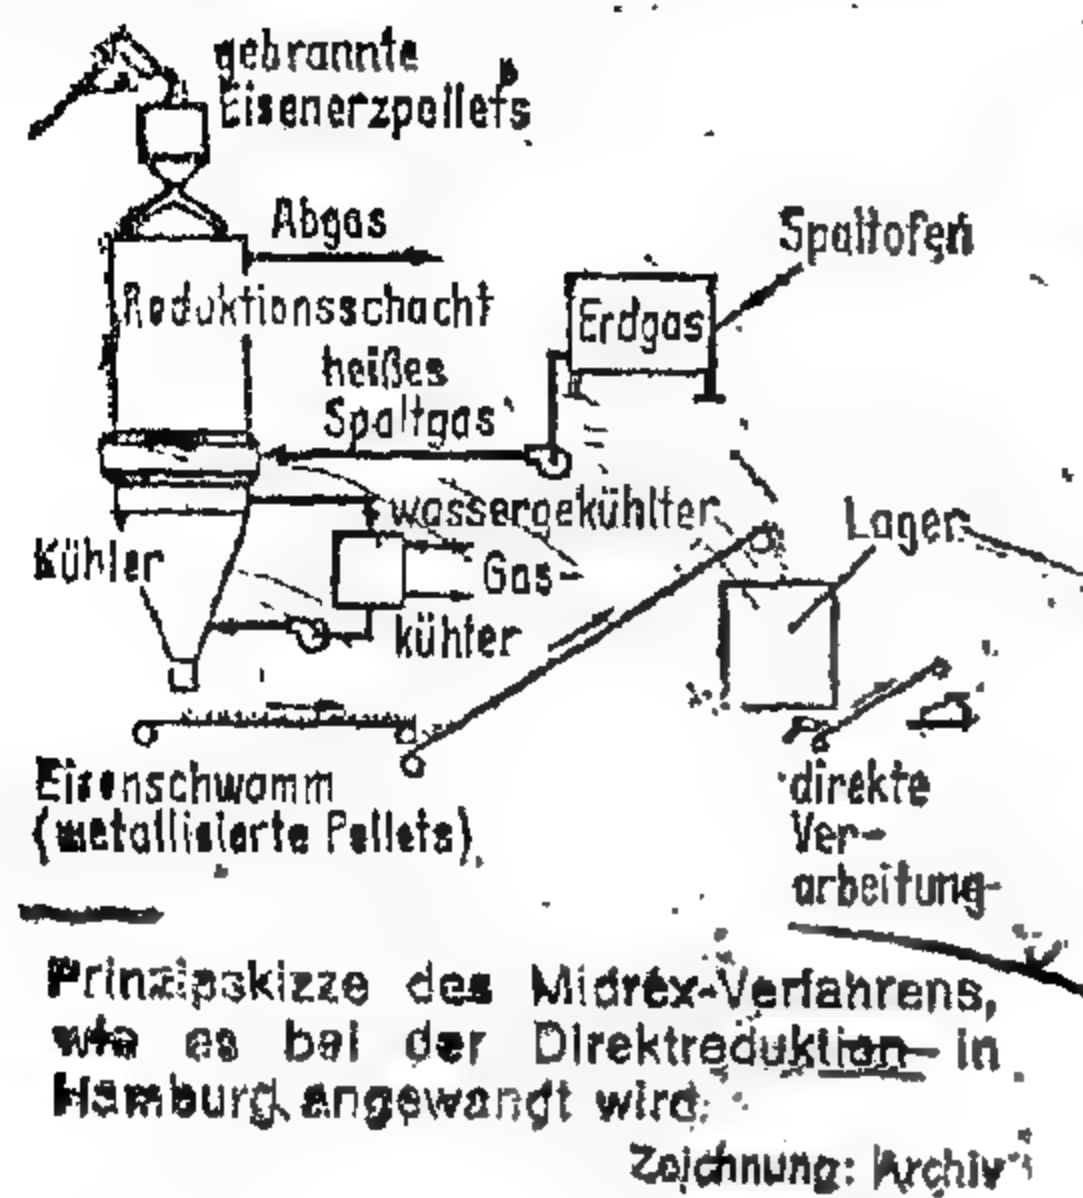 gebrannte
Eisenerzpellets
Abgas
Spaltofen
Reduktionsschacht
Erdgas
heißes
Spaltgas
wassergekühlter
Lager
Kühler
Gas-
kühler
Eisenschwamm
(metallisierte Pellets)
direkte
Ver-
arbeitung
Prinzipskizze des Midrex-Verfahrens,
wie es bei der Direktreduktion in
Hamburg angewandt wird.
Zeichnung: Archiv